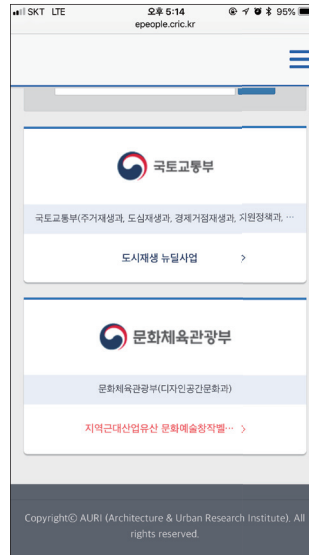 SKT LTE 오후 5:14 95%
epeople.cric.kr
국토교통부
국토교통부(주거재생과, 도심재생과, 경제거점재생과, 지원정책과, ···
도시재생 뉴딜사업 >
문화체육관광부
문화체육관광부(디자인공간문화과)
지역근대산업유산 문화예술창작벨··· >
Copyright© AURI (Architecture & Urban Research Institute). All
rights reserved.